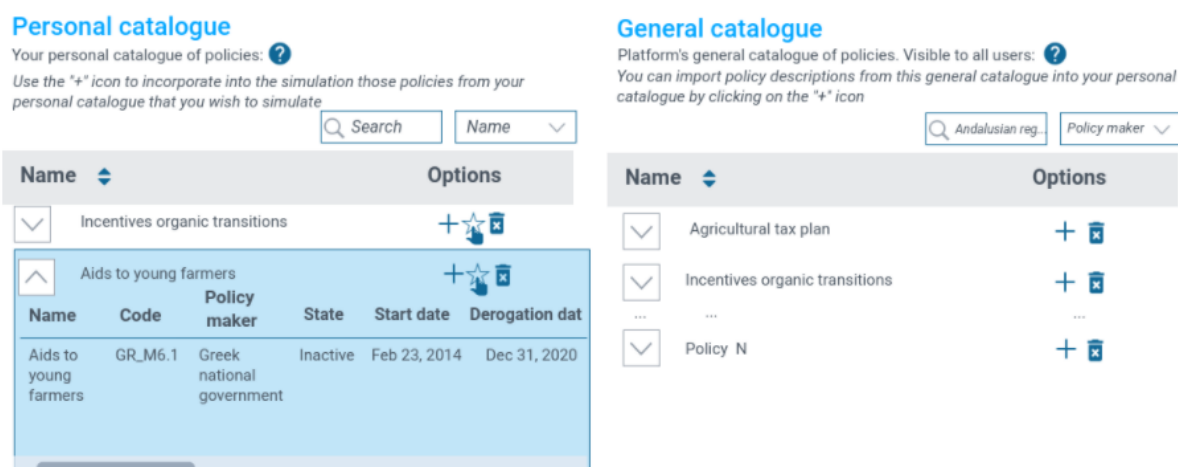 Personal catalogue
Your personal catalogue of policies: ?
Use the "+" icon to incorporate into the simulation those policies from your
personal catalogue that you wish to simulate
Search Name
Name Options
Incentives organic transitions
Aids to young farmers
Name Code Policy maker State Start date Derogation dat
Aids to young farmers GR_M6.1 Greek national government Inactive Feb 23, 2014 Dec 31, 2020
General catalogue
Platform's general catalogue of policies. Visible to all users: ?
You can import policy descriptions from this general catalogue into your personal
catalogue by clicking on the "+" icon
Andalusian reg... Policy maker
Name Options
Agricultural tax plan
Incentives organic transitions
... ... ...
Policy N